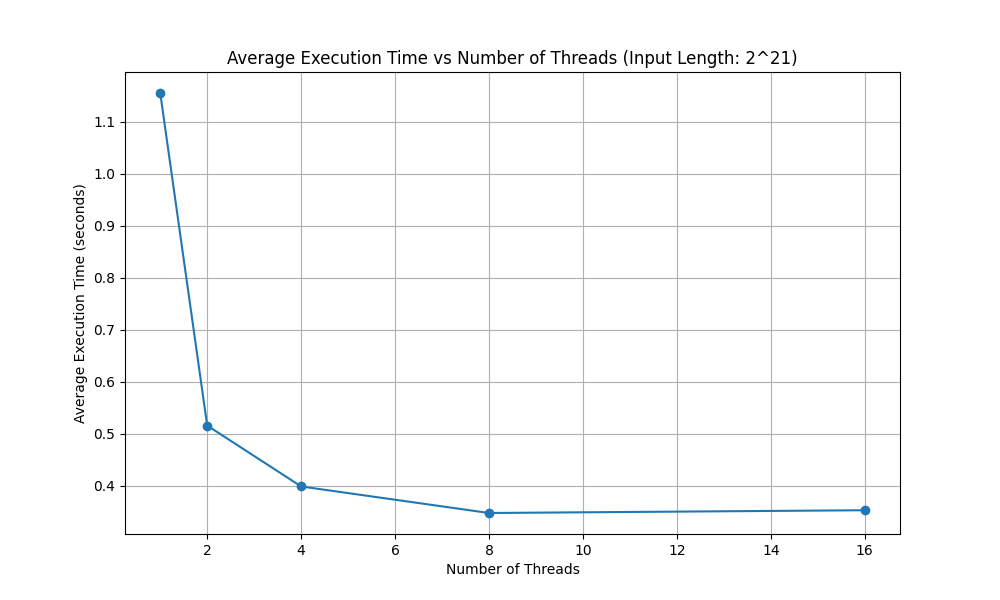 Average Execution Time vs Number of Threads (Input Length: 2^21)
Average Execution Time (seconds)
1.1
1.0
0.9
0.8
0.7
0.6
0.5
0.4
2 4 6 8 10 12 14 16
Number of Threads